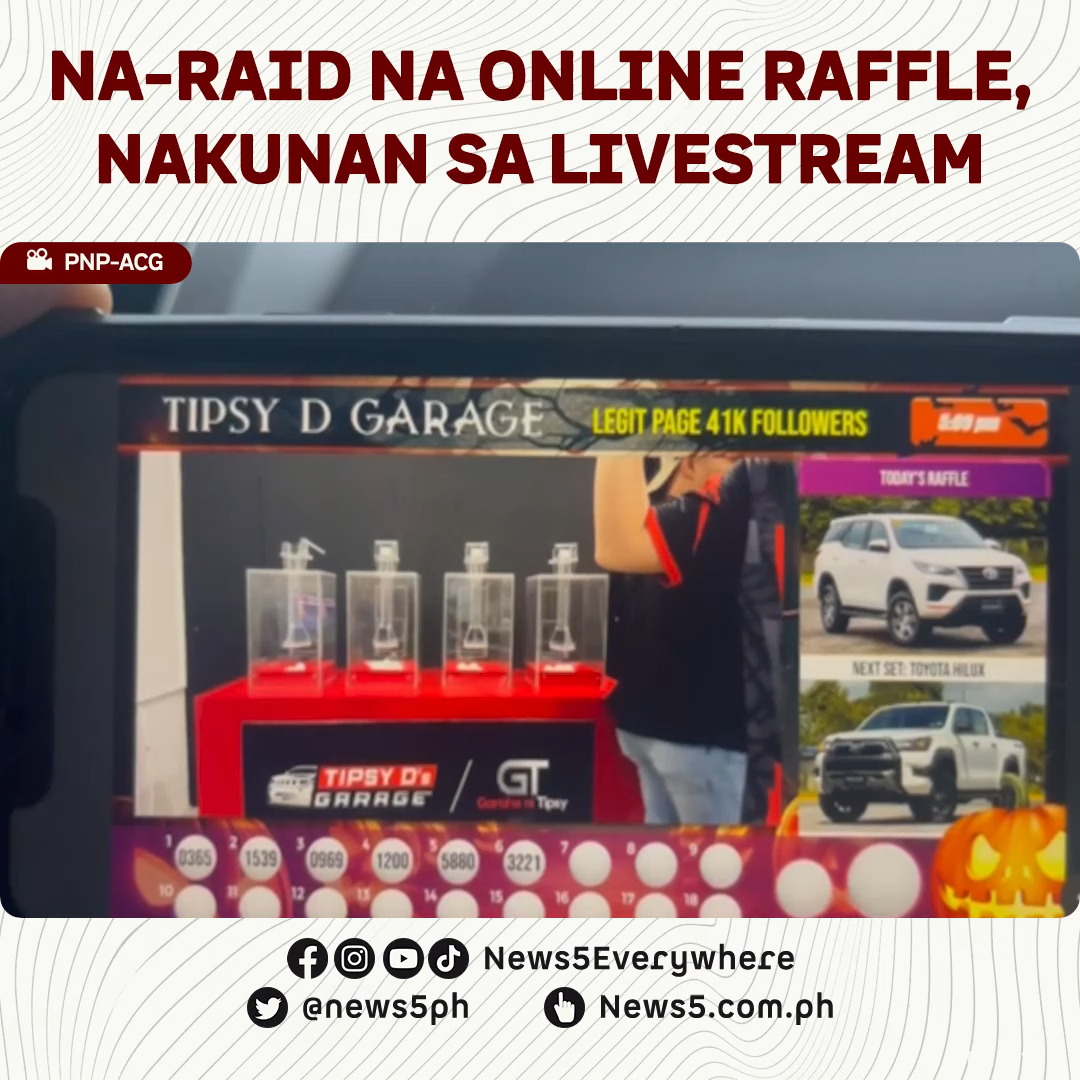 NA-RAID NA ONLINE RAFFLE,
NAKUNAN SA LIVESTREAM
PNP-ACG
TIPSY D GARAGE
LEGIT PAGE 41K FOLLOWERS
TODAY'S RAFFLE
NEXT SET: TOYOTA HILUX
TIPSY D's
GARAGE
GT
Garahe ni Tipsy
1 0365 2 1539 3 0969 4 1200 5 5880 6 3221 7 8 9
10 11 12 13 14 15 16 17 18
News5Everywhere
@news5ph News5.com.ph